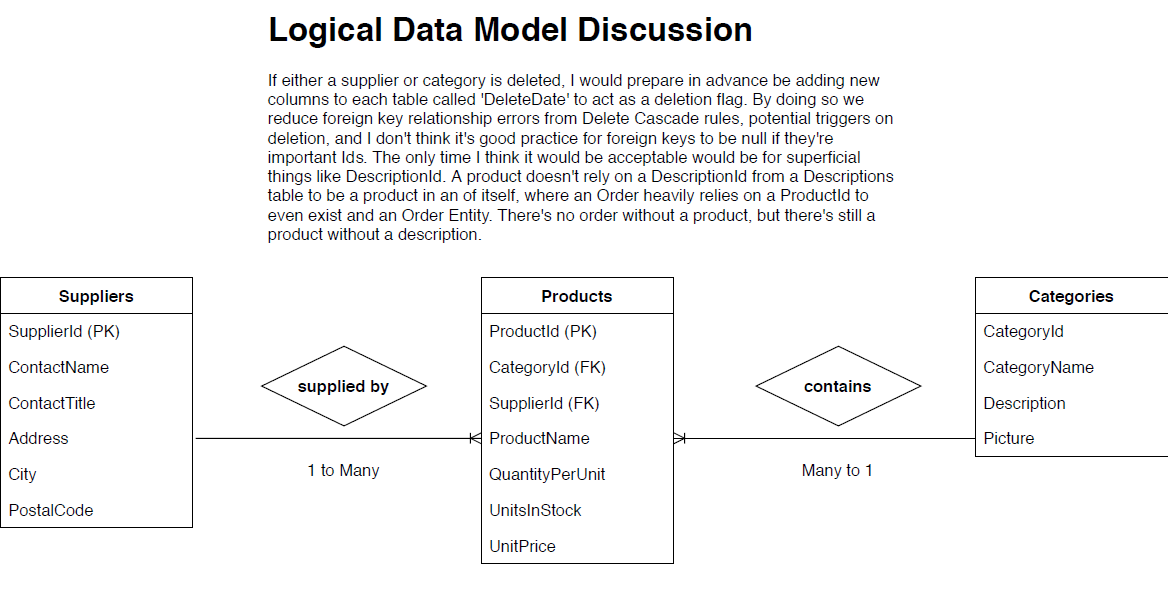 Logical Data Model Discussion
If either a supplier or category is deleted, I would prepare in advance be adding new
columns to each table called 'DeleteDate' to act as a deletion flag. By doing so we
reduce foreign key relationship errors from Delete Cascade rules, potential triggers on
deletion, and I don't think it's good practice for foreign keys to be null if they're
important Ids. The only time I think it would be acceptable would be for superficial
things like DescriptionId. A product doesn't rely on a DescriptionId from a Descriptions
table to be a product in an of itself, where an Order heavily relies on a ProductId to
even exist and an Order Entity. There's no order without a product, but there's still a
product without a description.
Suppliers
SupplierId (PK)
ContactName
ContactTitle
Address
City
PostalCode
supplied by
1 to Many
Products
ProductId (PK)
CategoryId (FK)
SupplierId (FK)
ProductName
QuantityPerUnit
UnitsInStock
UnitPrice
contains
Many to 1
Categories
CategoryId
CategoryName
Description
Picture